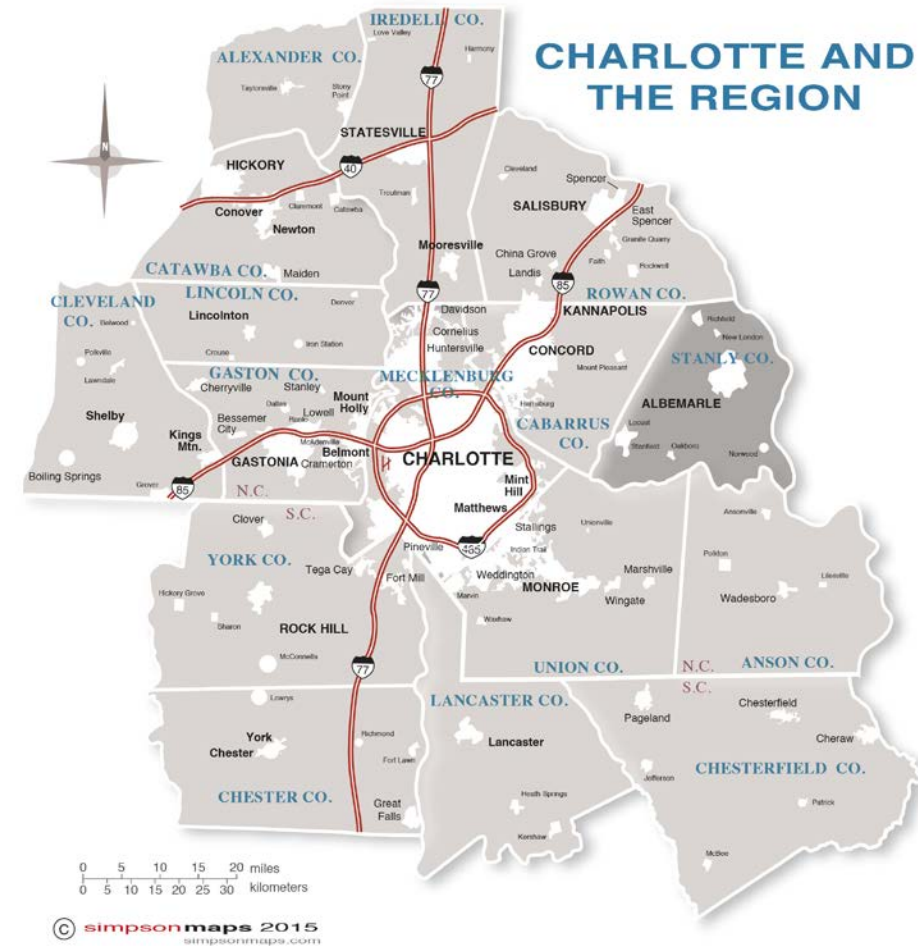 CHARLOTTE AND
THE REGION
IREDELL CO.
Love Valley
Harmony
ALEXANDER CO.
77
Taylorsville
Stony
Point
N
STATESVILLE
HICKORY
40
Cleveland
Spencer
Troutman
SALISBURY
East
Spencer
Conover
Claremont
Catawba
Newton
Granite Quarry
Mooresville
China Grove
Faith
Rockwell
Landis
CATAWBA CO.
Maiden
85
77
ROWAN CO.
CLEVELAND
CO.
Belwood
LINCOLN CO.
Denver
Lincolnton
Davidson
KANNAPOLIS
Richfield
Cornelius
New London
Iron Station
Huntersville
CONCORD
Polkville
Crouse
STANLY CO.
Mount Pleasant
Lawndale
GASTON CO.
MECKLENBURG
CO.
Cherryville
Stanley
Mount
Holly
Dallas
Harrisburg
ALBEMARLE
Shelby
Bessemer
City
Lowell
Ranlo
CABARRUS
CO.
Locust
Kings
Mtn.
McAdenville
Belmont
Stanfield
Oakboro
Norwood
GASTONIA
Cramerton
CHARLOTTE
Boiling Springs
Grover
85
Mint
Hill
N.C.
S.C.
Matthews
Clover
Stallings
Unionville
Ansonville
Pineville
485
Indian Trail
YORK CO.
Polkton
Tega Cay
Fort Mill
Weddington
Marshville
Lilesville
MONROE
Hickory Grove
Marvin
Wingate
Wadesboro
Sharon
Waxhaw
ROCK HILL
McConnells
77
UNION CO.
N.C.
ANSON CO.
S.C.
Lowrys
LANCASTER CO.
Pageland
Chesterfield
York
Chester
Richmond
Lancaster
Cheraw
Fort Lawn
Jefferson
CHESTERFIELD CO.
CHESTER CO.
Great
Falls
Heath Springs
Patrick
Kershaw
McBee
0 5 10 15 20 miles
0 5 10 15 20 25 30 kilometers
© simpsonmaps 2015
simpsonmaps.com